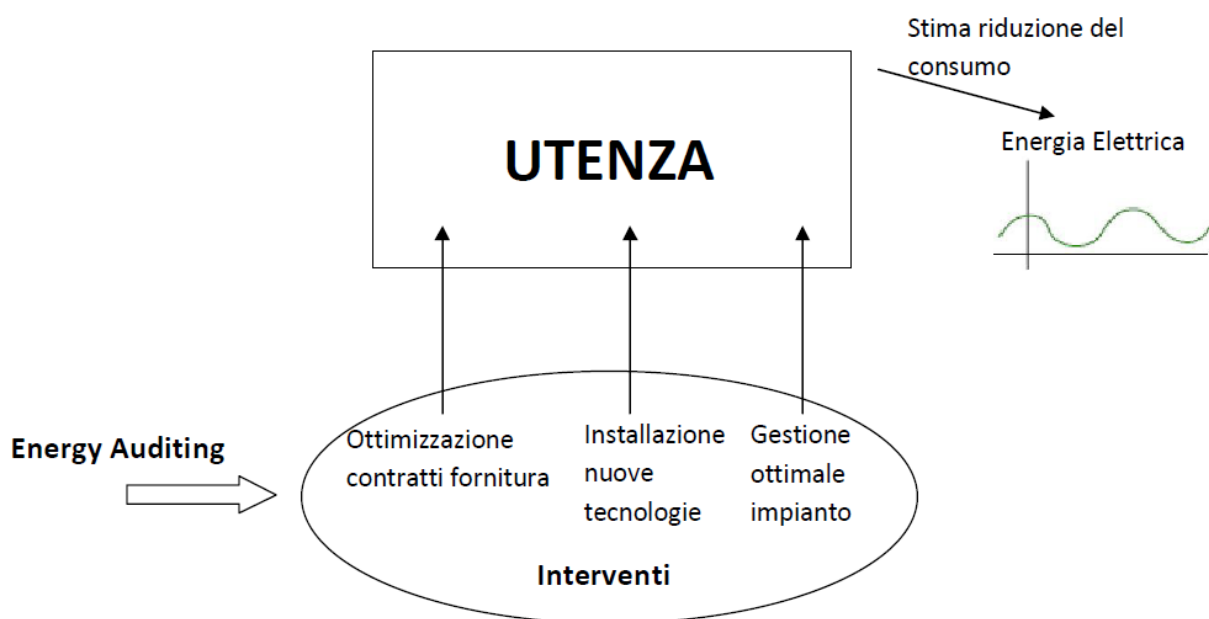 Stima riduzione del
consumo
UTENZA
Energia Elettrica
Energy Auditing
Ottimizzazione
contratti fornitura
Installazione
nuove
tecnologie
Gestione
ottimale
impianto
Interventi